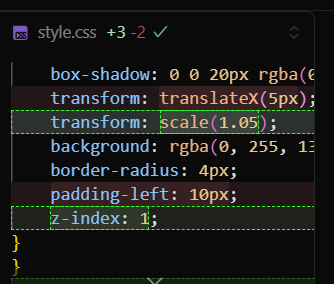 style.css +3 -2
box-shadow: 0 0 20px rgba(0
transform: translateX(5px);
transform: scale(1.05);
background: rgba(0, 255, 13
border-radius: 4px;
padding-left: 10px;
z-index: 1;
}
}